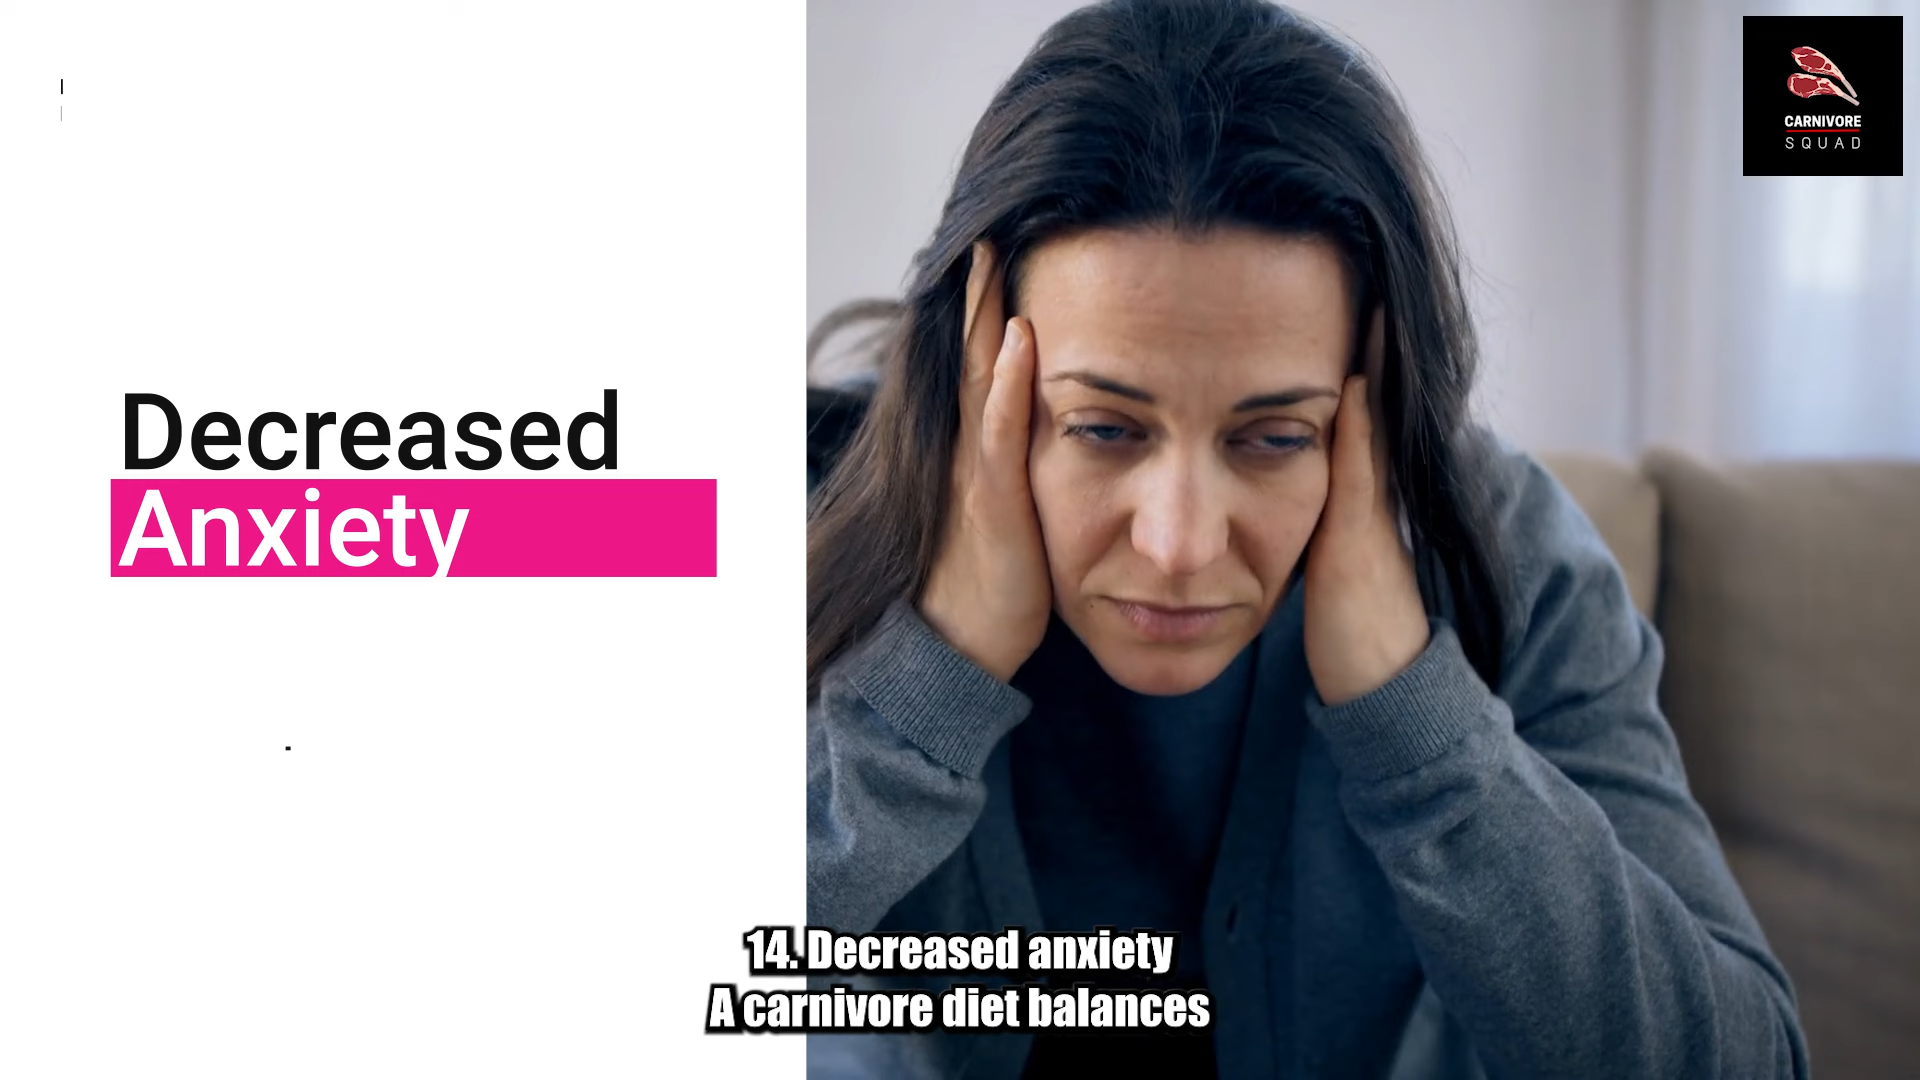 CARNIVORE
SQUAD
Decreased
Anxiety
14. Decreased anxiety
A carnivore diet balances